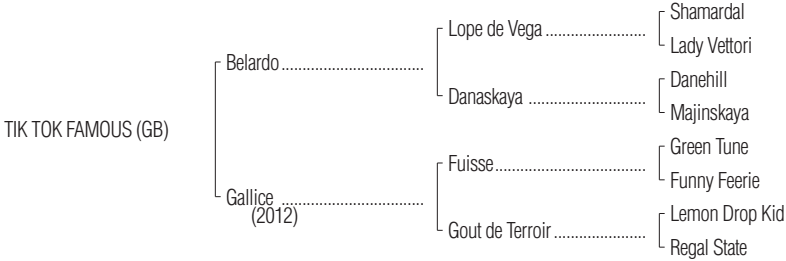 Shamardal
Lope de Vega ........................
Lady Vettori
Belardo ..................................
Danehill
Danaskaya ............................
Majinskaya
TIK TOK FAMOUS (GB)
Green Tune
Fuisse....................................
Funny Feerie
Gallice ..................................
(2012)
Lemon Drop Kid
Gout de Terroir ......................
Regal State